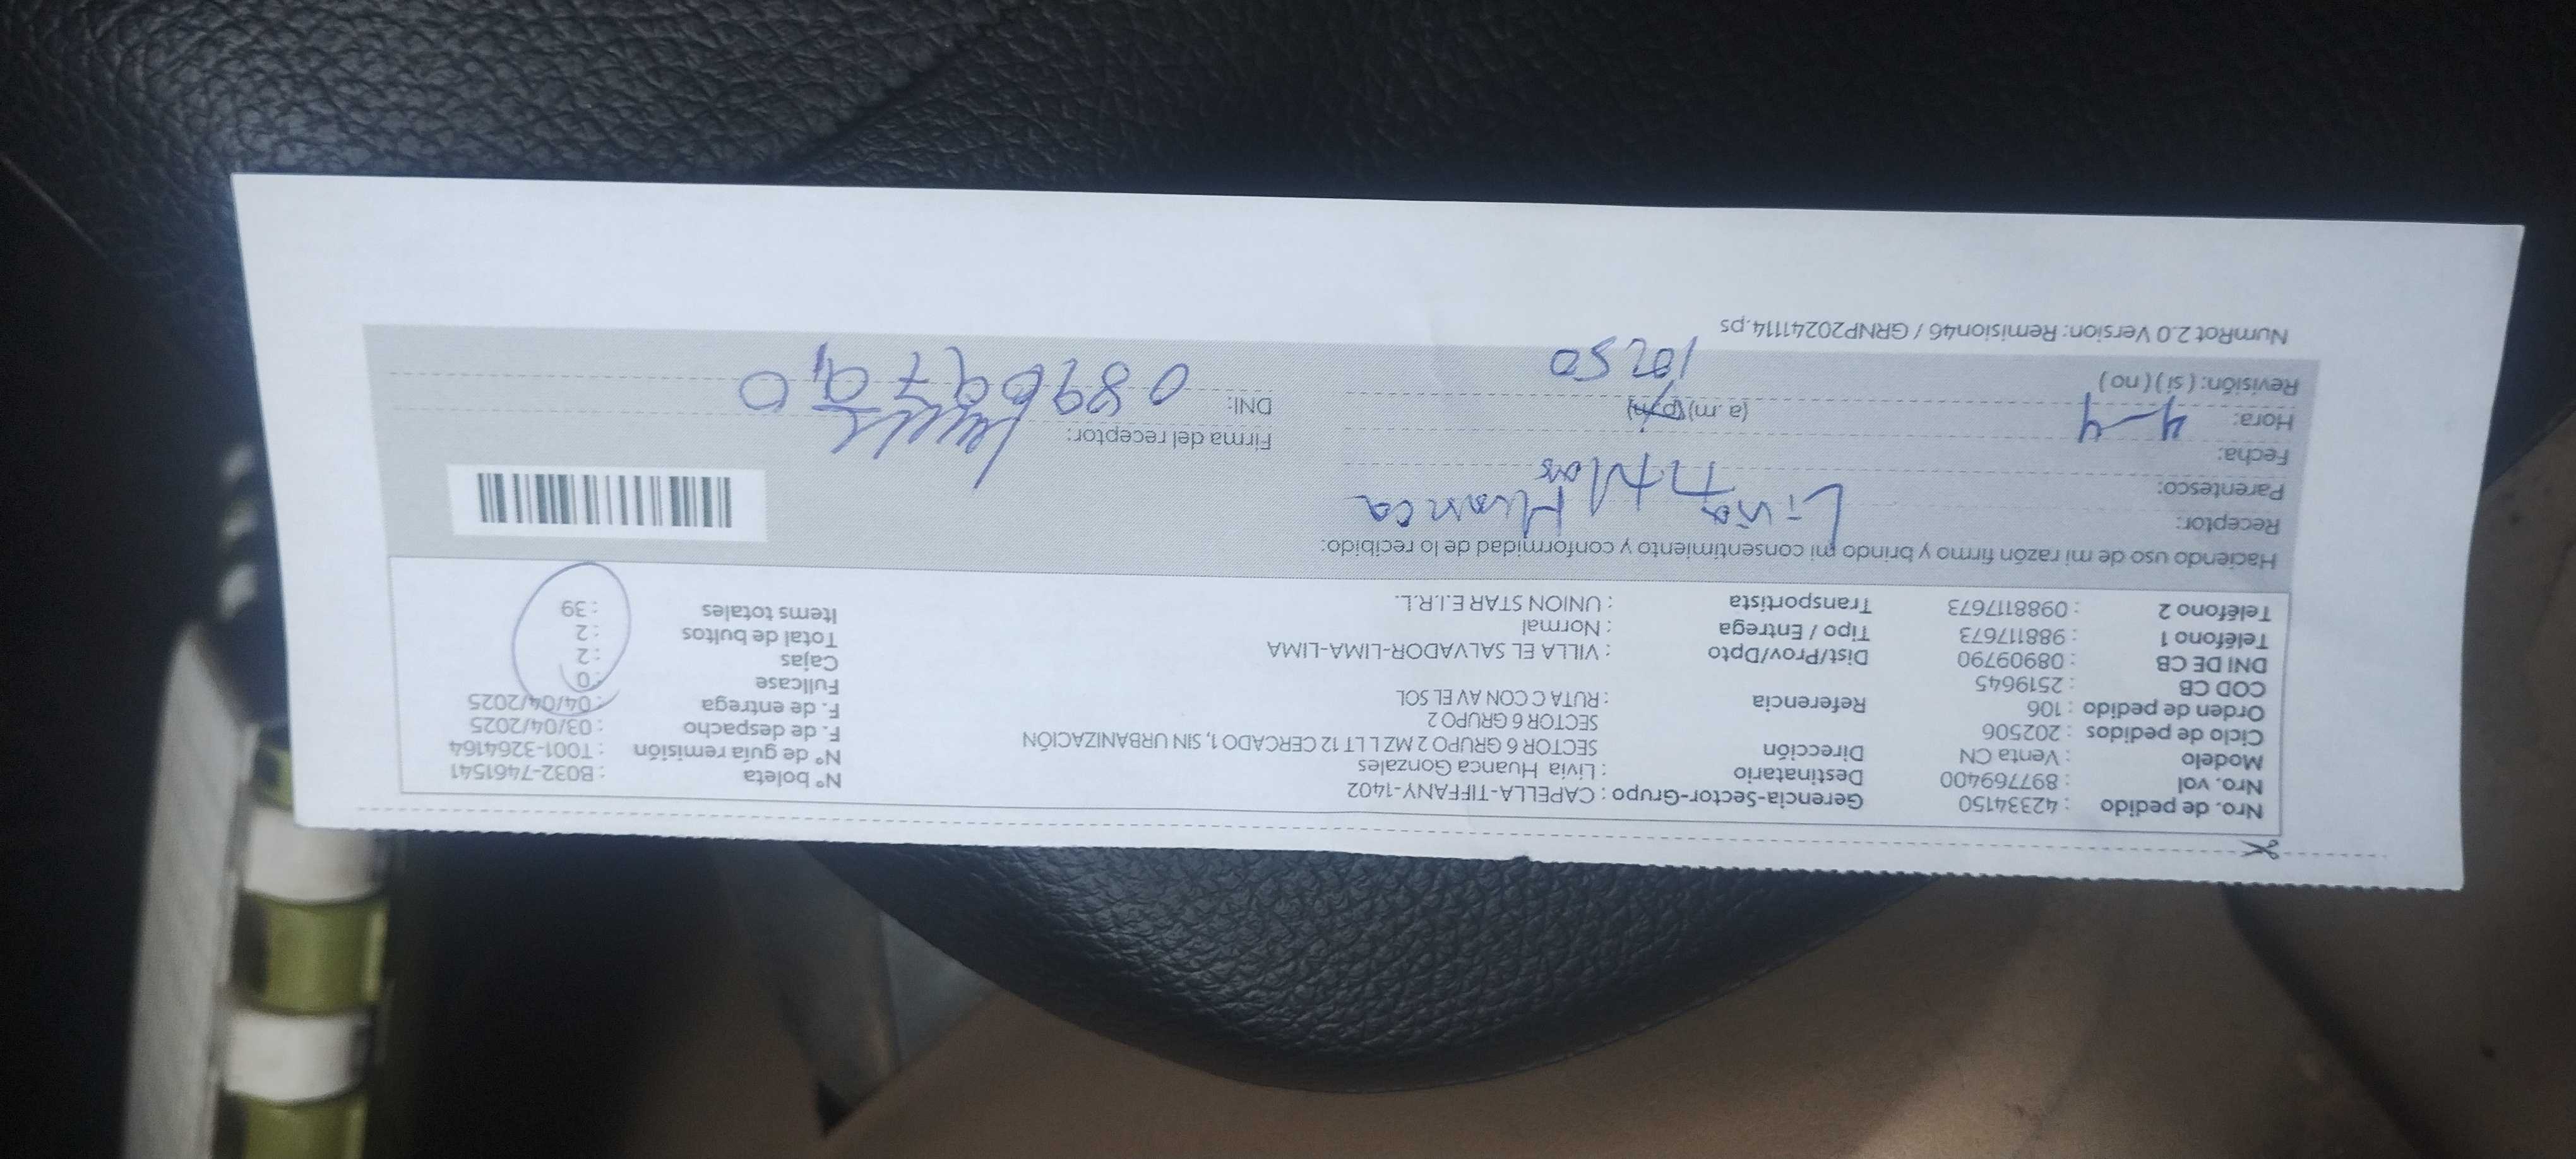 Nro. de pedido : 42334150 Gerencia-Sector-Grupo : CAPELLA-TIFFANY-1402 Nº boleta : B032-7461541
Nro. vol : 897769400 Destinatario : Livia Huanca Gonzales Nº de guía remisión : T001-3264164
Modelo : Venta CN Dirección SECTOR 6 GRUPO 2 MZ L LT 12 CERCADO 1, SIN URBANIZACIÓN F. de despacho : 03/04/2025
Ciclo de pedidos : 202506 SECTOR 6 GRUPO 2 F. de entrega : 04/04/2025
Orden de pedido : 106 Referencia : RUTA C CON AV EL SOL Fullcase : 0
COD CB : 2519645 Cajas : 2
DNI DE CB : 08909790 Dist/Prov/Dpto : VILLA EL SALVADOR-LIMA-LIMA Total de bultos : 2
Teléfono 1 : 988117673 Tipo / Entrega : Normal Items totales : 39
Teléfono 2 : 0988117673 Transportista : UNION STAR E.I.R.L.
Haciendo uso de mi razón firmo y brindo mi consentimiento y conformidad de lo recibido:
Receptor: Livia Huanca
Parentesco:
Fecha: 4-4 Firma del receptor:
Hora: (a.m) (p.m) DNI:
Revisión: ( si ) ( no ) 10:50
NumRot 2.0 Version: Remision46 / GRNP20241114.ps